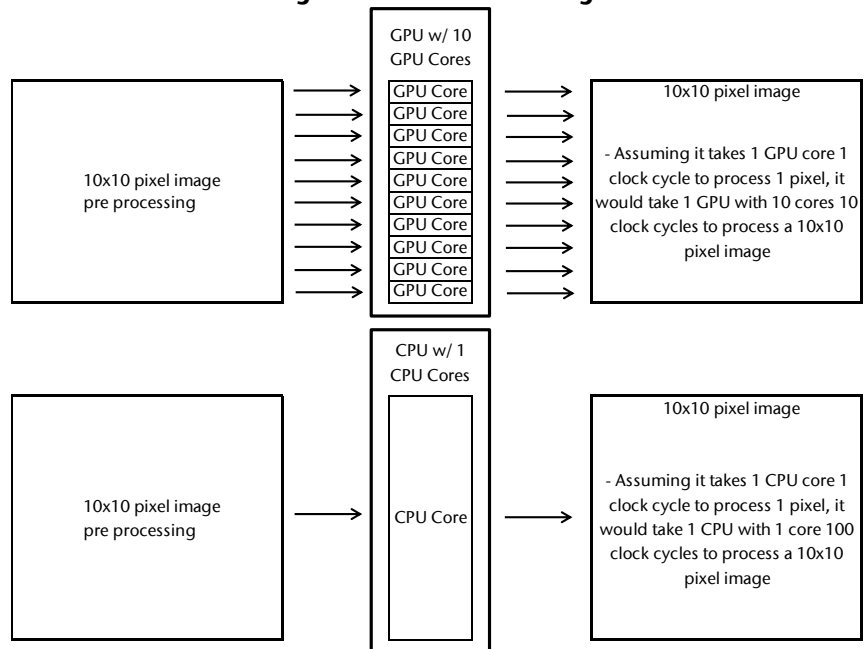 GPU w/ 10
GPU Cores
GPU Core
GPU Core
GPU Core
GPU Core
GPU Core
GPU Core
GPU Core
GPU Core
GPU Core
GPU Core
10x10 pixel image
pre processing
10x10 pixel image
- Assuming it takes 1 GPU core 1
clock cycle to process 1 pixel, it
would take 1 GPU with 10 cores 10
clock cycles to process a 10x10
pixel image
CPU w/ 1
CPU Cores
10x10 pixel image
pre processing
CPU Core
10x10 pixel image
- Assuming it takes 1 CPU core 1
clock cycle to process 1 pixel, it
would take 1 CPU with 1 core 100
clock cycles to process a 10x10
pixel image